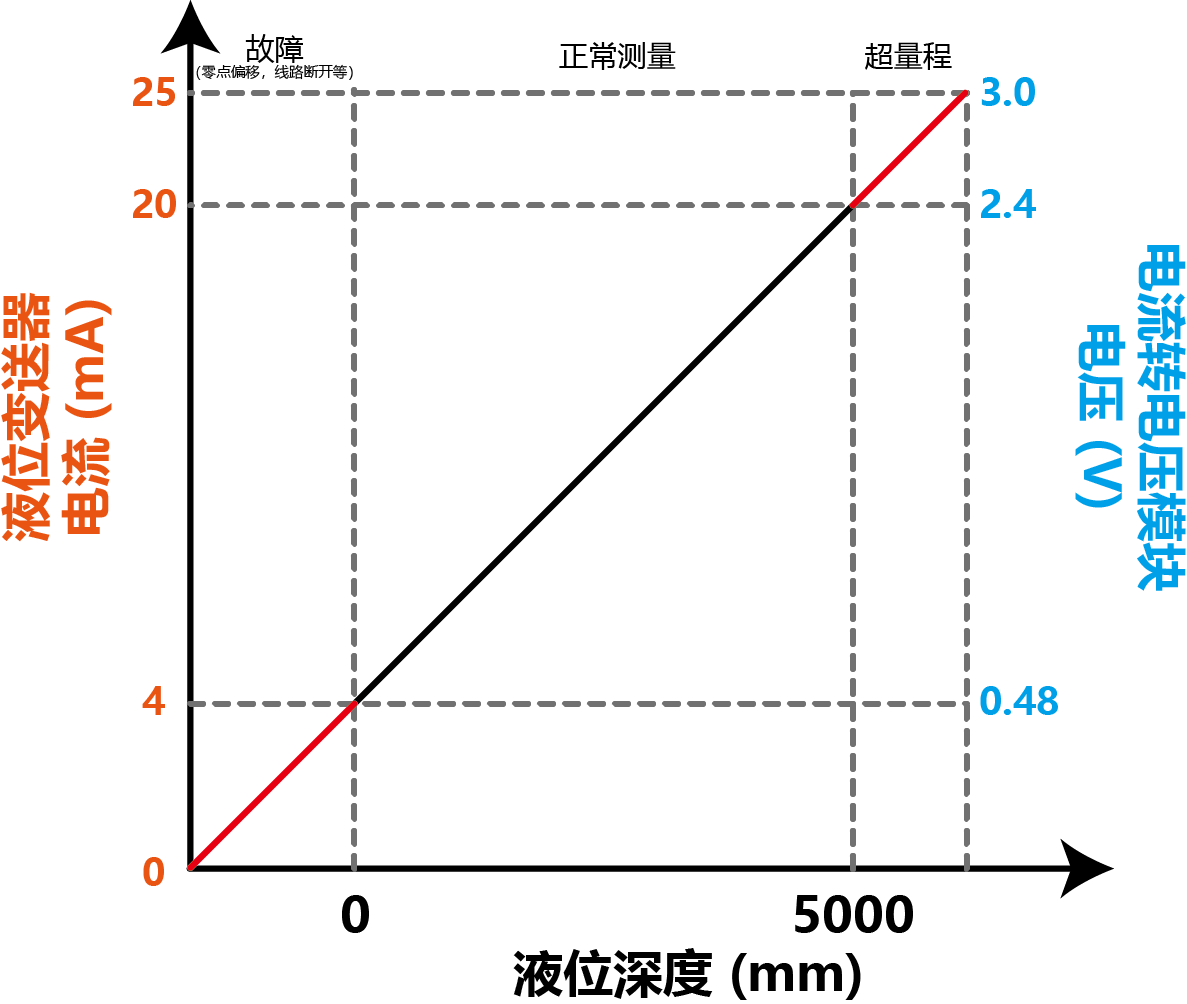 故障
(零点偏移，线路断开等)
正常测量
超量程
25
20
4
0
3.0
2.4
0.48
液位变送器
电流 (mA)
电流转电压模块
电压 (V)
0
5000
液位深度 (mm)